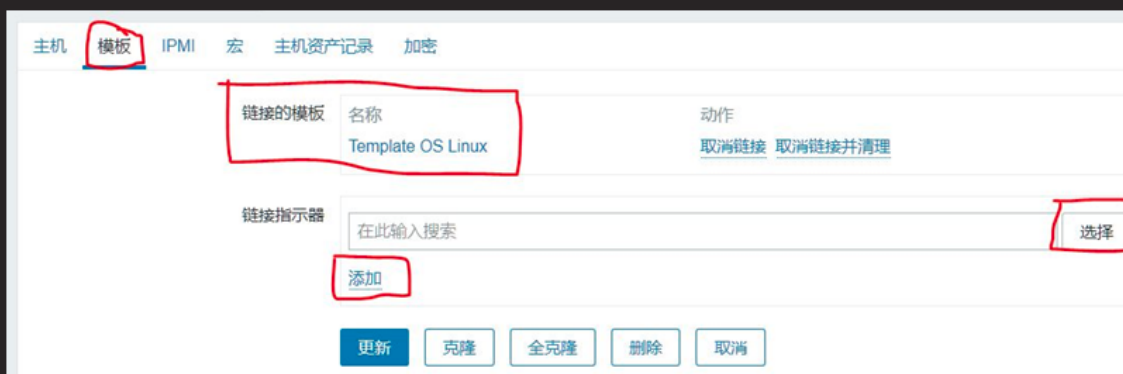 主机 模板 IPMI 宏 主机资产记录 加密
链接的模板 名称 动作
Template OS Linux 取消链接 取消链接并清理
链接指示器
在此输入搜索 选择
添加
更新 克隆 全克隆 删除 取消